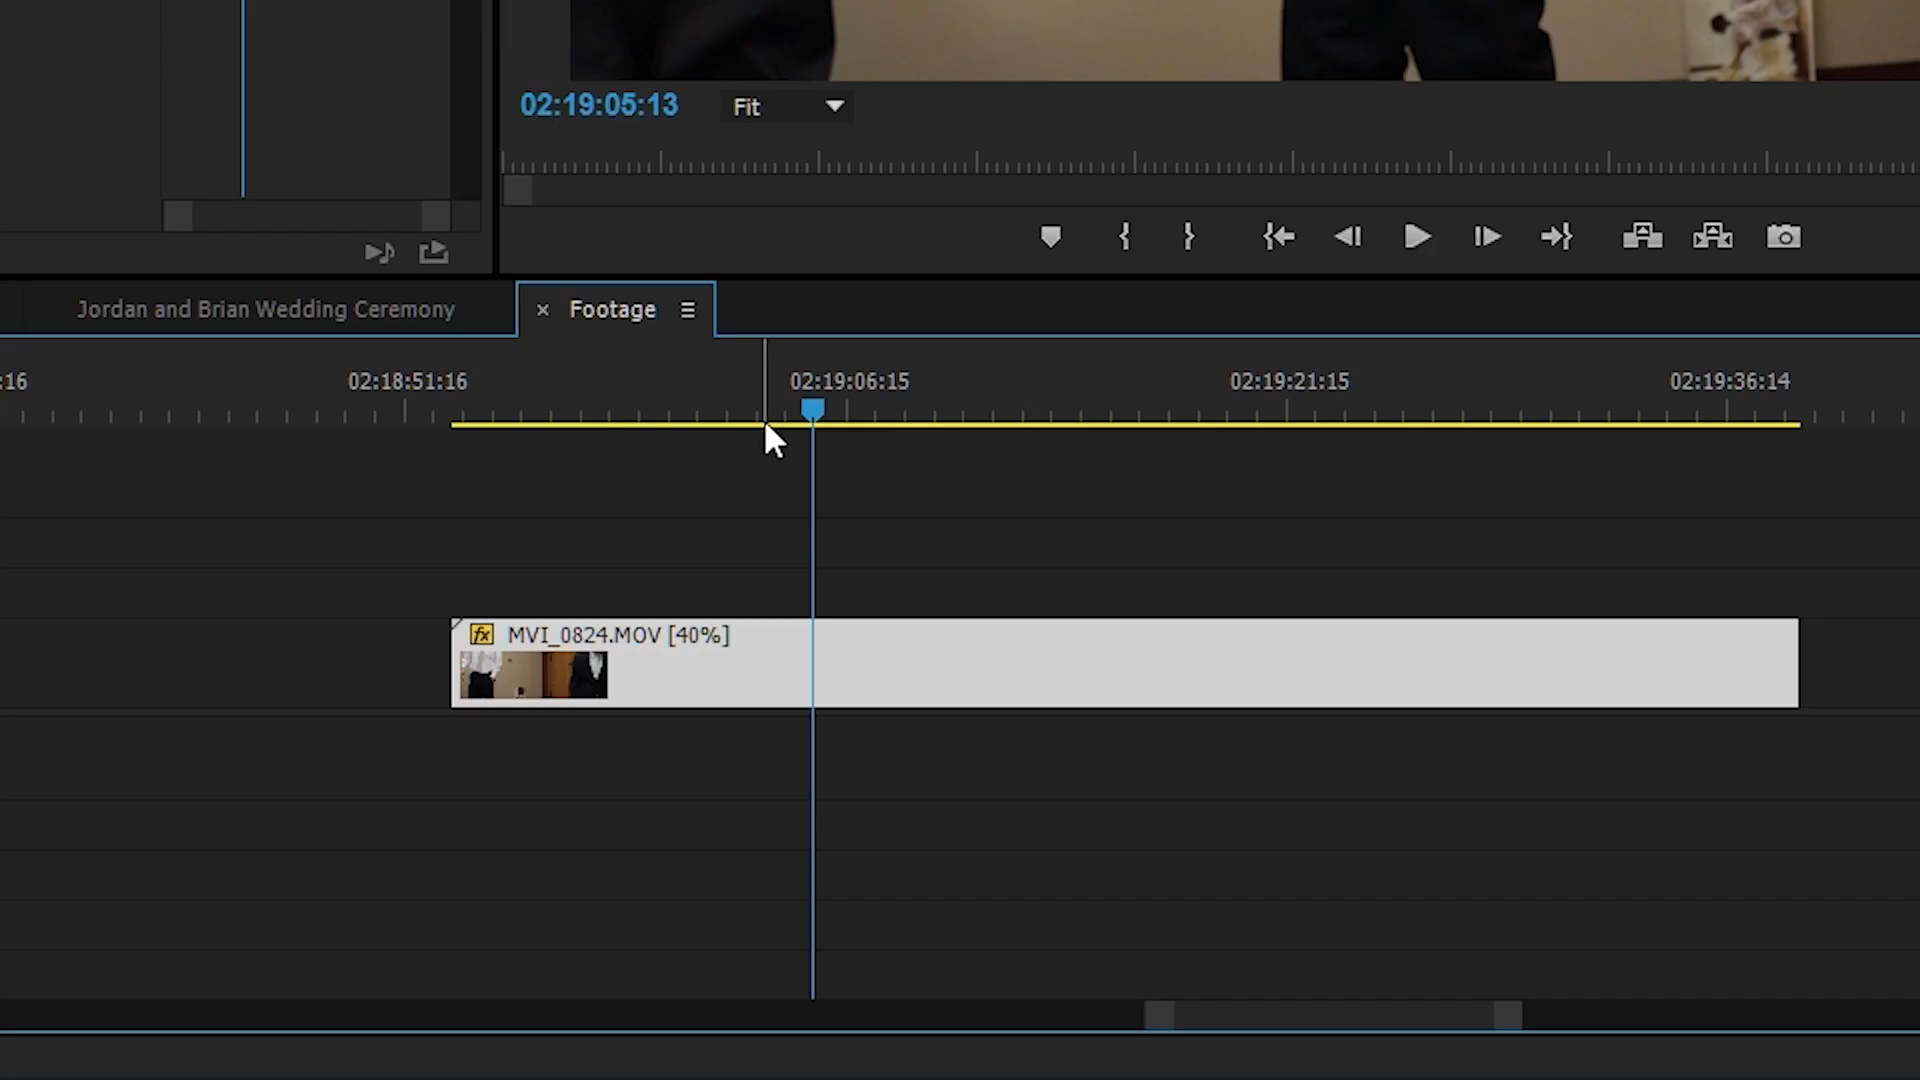 02:19:05:13
Fit
Jordan and Brian Wedding Ceremony
Footage
:16
02:18:51:16
02:19:06:15
02:19:21:15
02:19:36:14
fx
MVI_0824.MOV [40%]